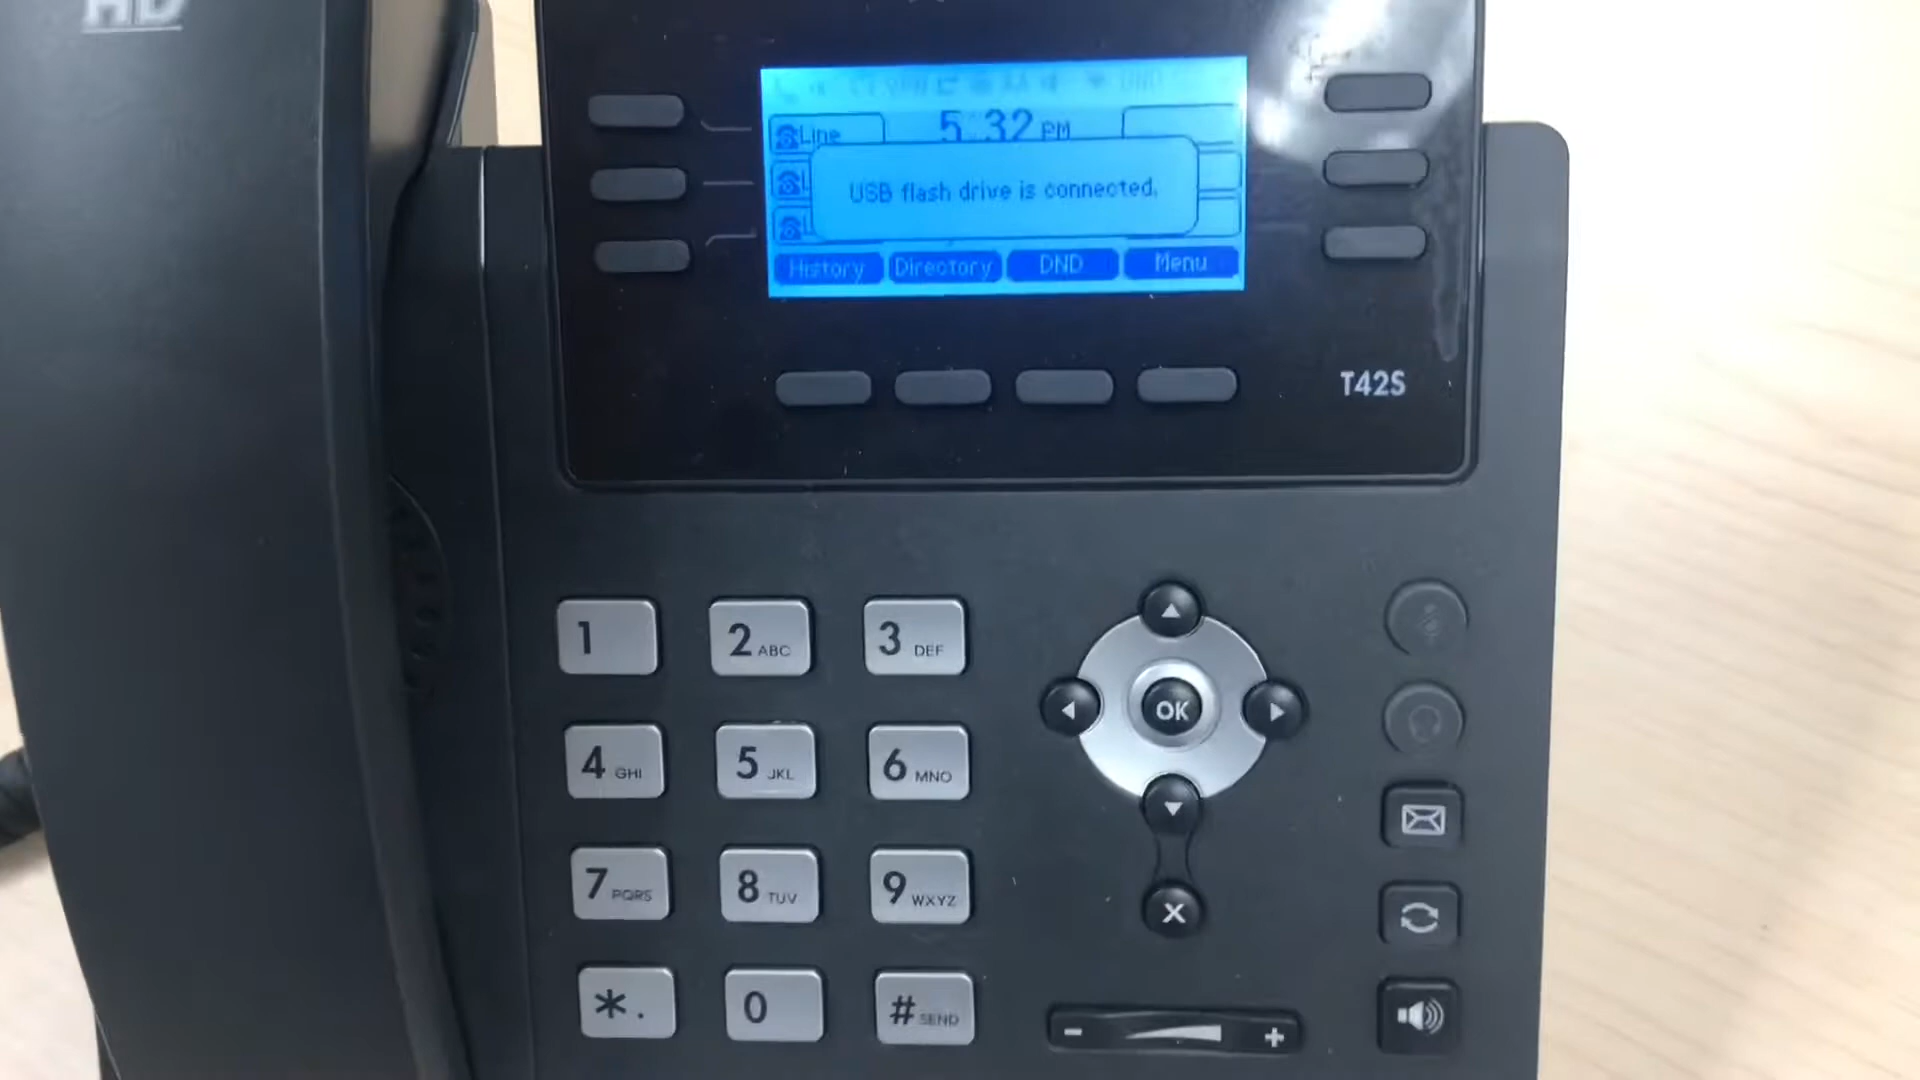 HD
Line
5:32 PM
USB flash drive is connected.
History Directory DND Menu
T42S
1 2 ABC 3 DEF
4 GHI 5 JKL 6 MNO
OK
7 PQRS 8 TUV 9 WXYZ
X
*. 0 # SEND
- +